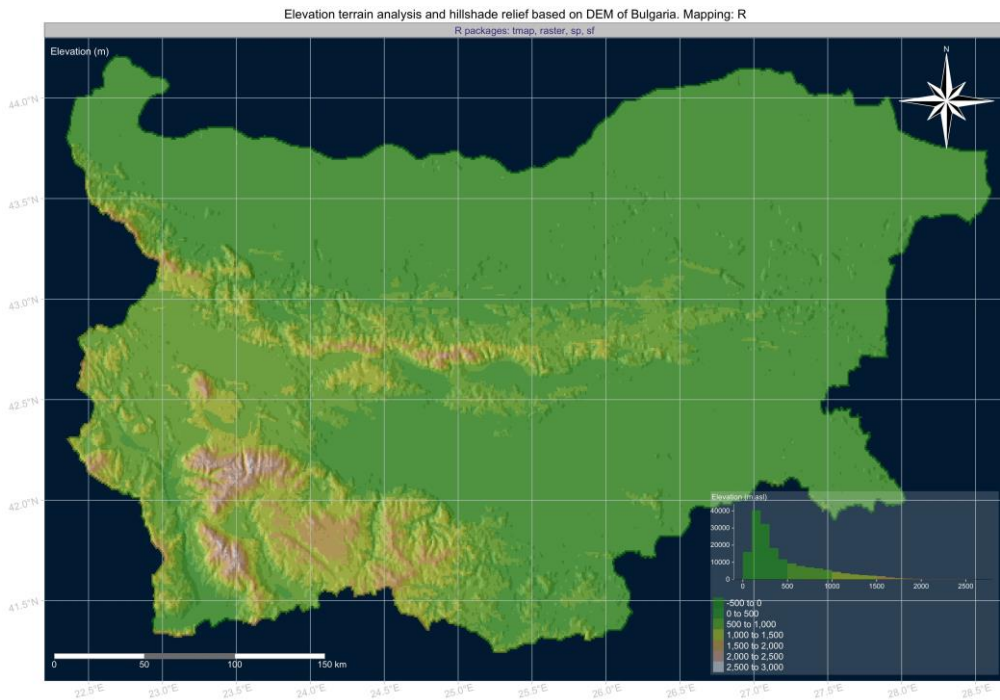 Elevation terrain analysis and hillshade relief based on DEM of Bulgaria. Mapping: R
R packages: tmap, raster, sp, sf
Elevation (m)
N
44.0°N
43.5°N
43.0°N
42.5°N
42.0°N
41.5°N
Elevation (m asl)
40000
30000
20000
10000
0
0 500 1000 1500 2000 2500
-500 to 0
0 to 500
500 to 1,000
1,000 to 1,500
1,500 to 2,000
2,000 to 2,500
2,500 to 3,000
0 50 100 150 km
22.5°E 23.0°E 23.5°E 24.0°E 24.5°E 25.0°E 25.5°E 26.0°E 26.5°E 27.0°E 27.5°E 28.0°E 28.5°E